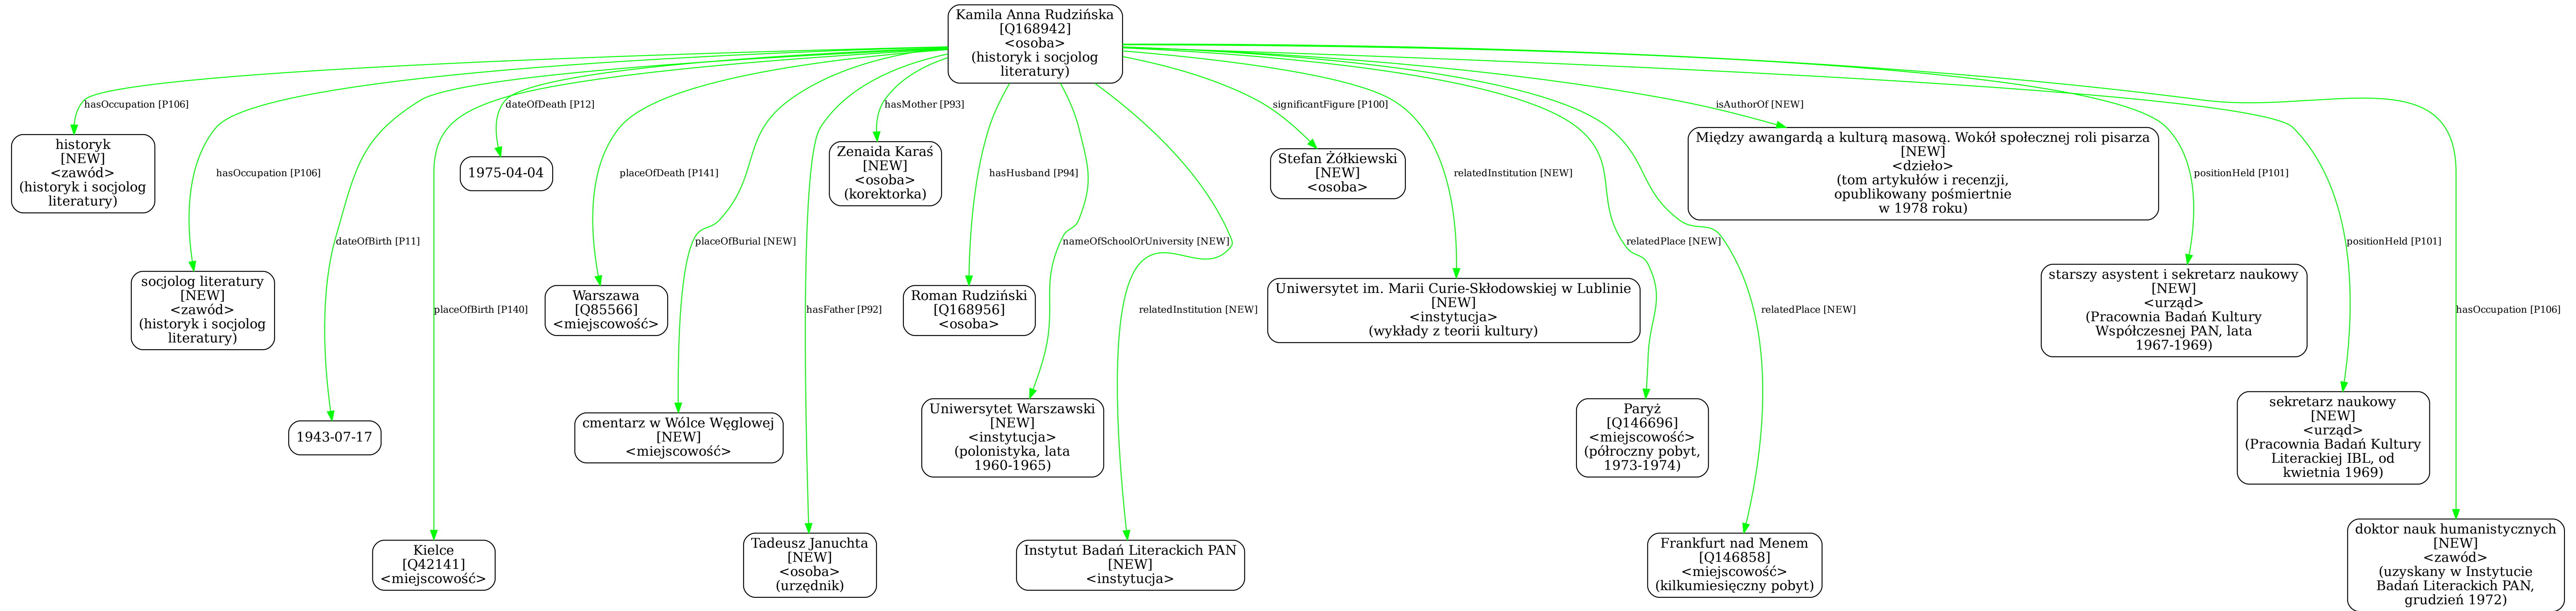 Kamila Anna Rudzińska
[Q168942]
<osoba>
(historyk i socjolog
literatury)
hasOccupation [P106]
dateOfDeath [P12]
hasMother [P93]
significantFigure [P100]
isAuthorOf [NEW]
historyk
[NEW]
<zawód>
(historyk i socjolog
literatury)
hasOccupation [P106]
1975-04-04
placeOfDeath [P141]
Zenaida Karaś
[NEW]
<osoba>
(korektorka)
hasHusband [P94]
Stefan Żółkiewski
[NEW]
<osoba>
relatedInstitution [NEW]
Między awangardą a kulturą masową. Wokół społecznej roli pisarza
[NEW]
<dzieło>
(tom artykułów i recenzji,
opublikowany pośmiertnie
w 1978 roku)
positionHeld [P101]
dateOfBirth [P11]
placeOfBurial [NEW]
nameOfSchoolOrUniversity [NEW]
relatedPlace [NEW]
positionHeld [P101]
socjolog literatury
[NEW]
<zawód>
(historyk i socjolog
literatury)
placeOfBirth [P140]
Warszawa
[Q85566]
<miejscowość>
hasFather [P92]
Roman Rudziński
[Q168956]
<osoba>
relatedInstitution [NEW]
Uniwersytet im. Marii Curie-Skłodowskiej w Lublinie
[NEW]
<instytucja>
(wykłady z teorii kultury)
relatedPlace [NEW]
starszy asystent i sekretarz naukowy
[NEW]
<urząd>
(Pracownia Badań Kultury
Współczesnej PAN, lata
1967-1969)
hasOccupation [P106]
1943-07-17
cmentarz w Wólce Węglowej
[NEW]
<miejscowość>
Uniwersytet Warszawski
[NEW]
<instytucja>
(polonistyka, lata
1960-1965)
Paryż
[Q146696]
<miejscowość>
(półroczny pobyt,
1973-1974)
sekretarz naukowy
[NEW]
<urząd>
(Pracownia Badań Kultury
Literackiej IBL, od
kwietnia 1969)
Kielce
[Q42141]
<miejscowość>
Tadeusz Januchta
[NEW]
<osoba>
(urzędnik)
Instytut Badań Literackich PAN
[NEW]
<instytucja>
Frankfurt nad Menem
[Q146858]
<miejscowość>
(kilkumiesięczny pobyt)
doktor nauk humanistycznych
[NEW]
<zawód>
(uzyskany w Instytucie
Badań Literackich PAN,
grudzień 1972)